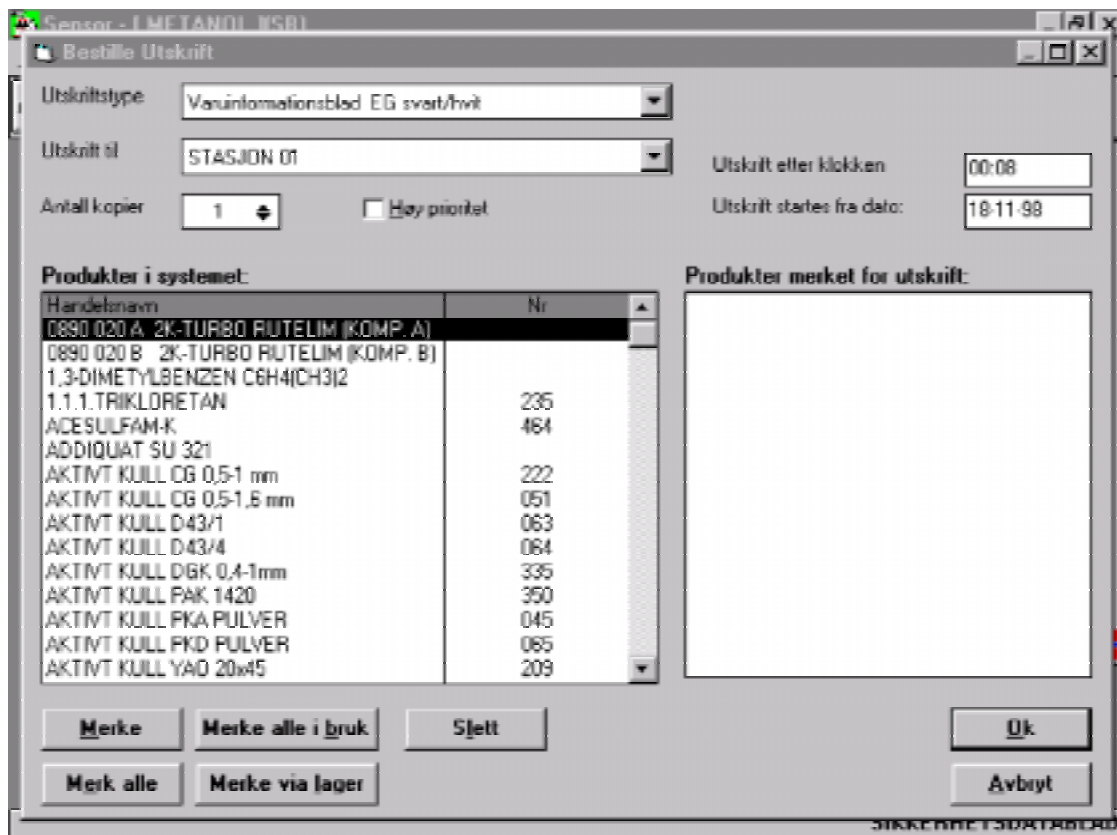 Sensor - [ METANOL ](SB)
Bestille Utskrift
Utskriftstype
Varuinformationsblad EG svart/hvit
Utskrift til
STASJON 01
Utskrift etter klokken
00:08
Antall kopier
1
Høy prioritet
Utskrift startes fra dato:
18-11-98
Produkter i systemet:
Produkter merket for utskrift:
Handelsnavn Nr
0890 020 A 2K-TURBO RUTELIM (KOMP. A)
0890 020 B 2K-TURBO RUTELIM (KOMP. B)
1,3-DIMETYLBENZEN C6H4(CH3)2
1.1.1.TRIKLORETAN 235
ACESULFAM-K 464
ADDIQUAT SU 321
AKTIVT KULL CG 0,5-1 mm 222
AKTIVT KULL CG 0,5-1,6 mm 051
AKTIVT KULL D43/1 063
AKTIVT KULL D43/4 064
AKTIVT KULL DGK 0,4-1mm 335
AKTIVT KULL PAK 1420 350
AKTIVT KULL PKA PULVER 045
AKTIVT KULL PKD PULVER 065
AKTIVT KULL YAO 20x45 209
Merke
Merke alle i bruk
Slett
Ok
Merk alle
Merke via lager
Avbryt
SIKKERHETSDATABLAD